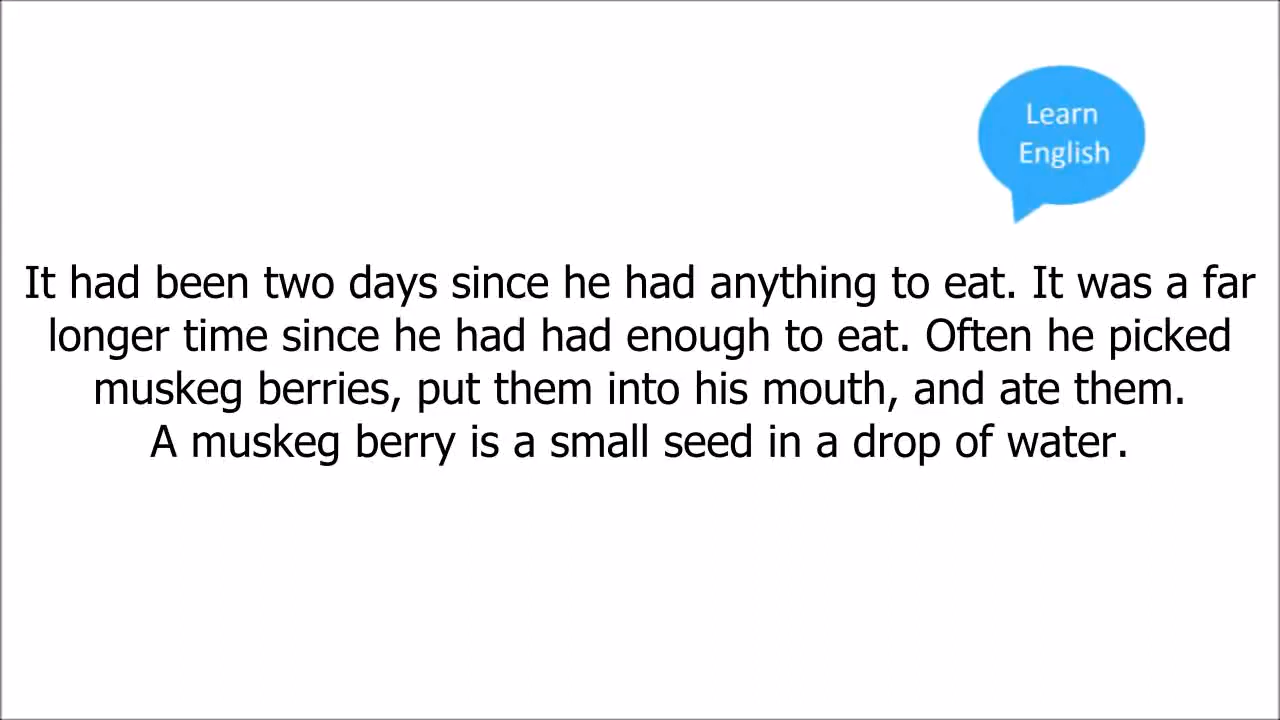 Learn
English
It had been two days since he had anything to eat. It was a far
longer time since he had had enough to eat. Often he picked
muskeg berries, put them into his mouth, and ate them.
A muskeg berry is a small seed in a drop of water.